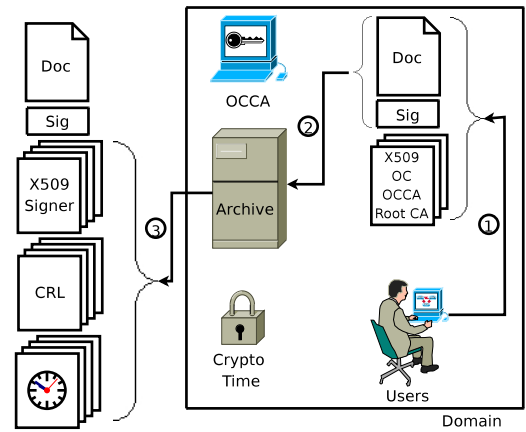 Doc
Sig
X509
Signer
CRL
OCCA
Archive
Crypto
Time
2
3
Doc
Sig
X509
OC
OCCA
Root CA
1
Users
Domain